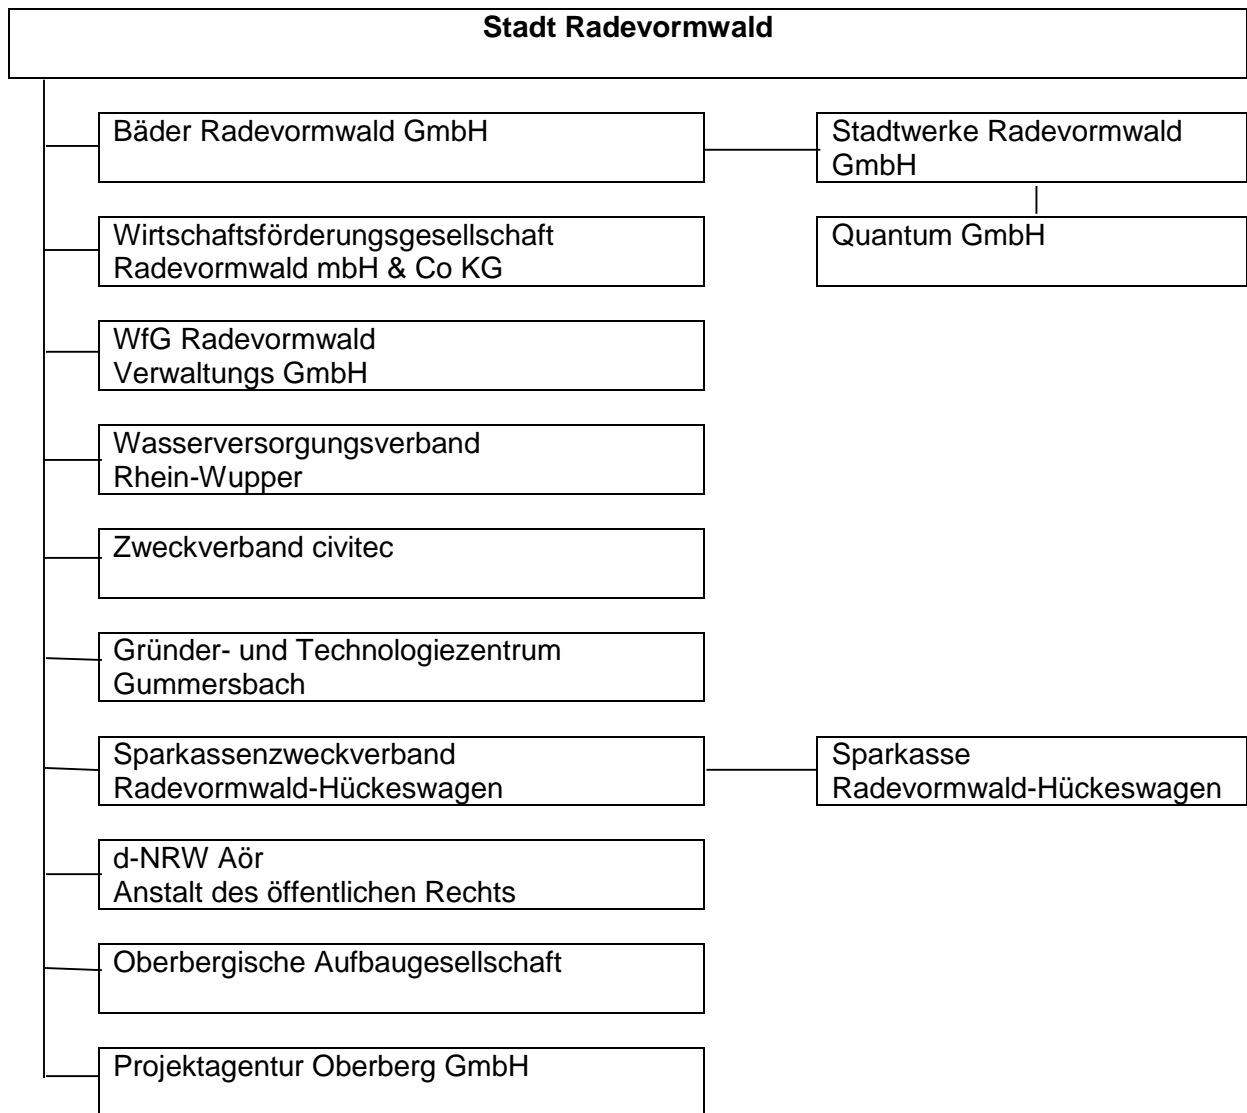 Stadt Radevormwald
Bäder Radevormwald GmbH
Stadtwerke Radevormwald
GmbH
Wirtschaftsförderungsgesellschaft
Radevormwald mbH & Co KG
Quantum GmbH
WfG Radevormwald
Verwaltungs GmbH
Wasserversorgungsverband
Rhein-Wupper
Zweckverband civitec
Gründer- und Technologiezentrum
Gummersbach
Sparkassenzweckverband
Radevormwald-Hückeswagen
Sparkasse
Radevormwald-Hückeswagen
d-NRW Aör
Anstalt des öffentlichen Rechts
Oberbergische Aufbaugesellschaft
Projektagentur Oberberg GmbH